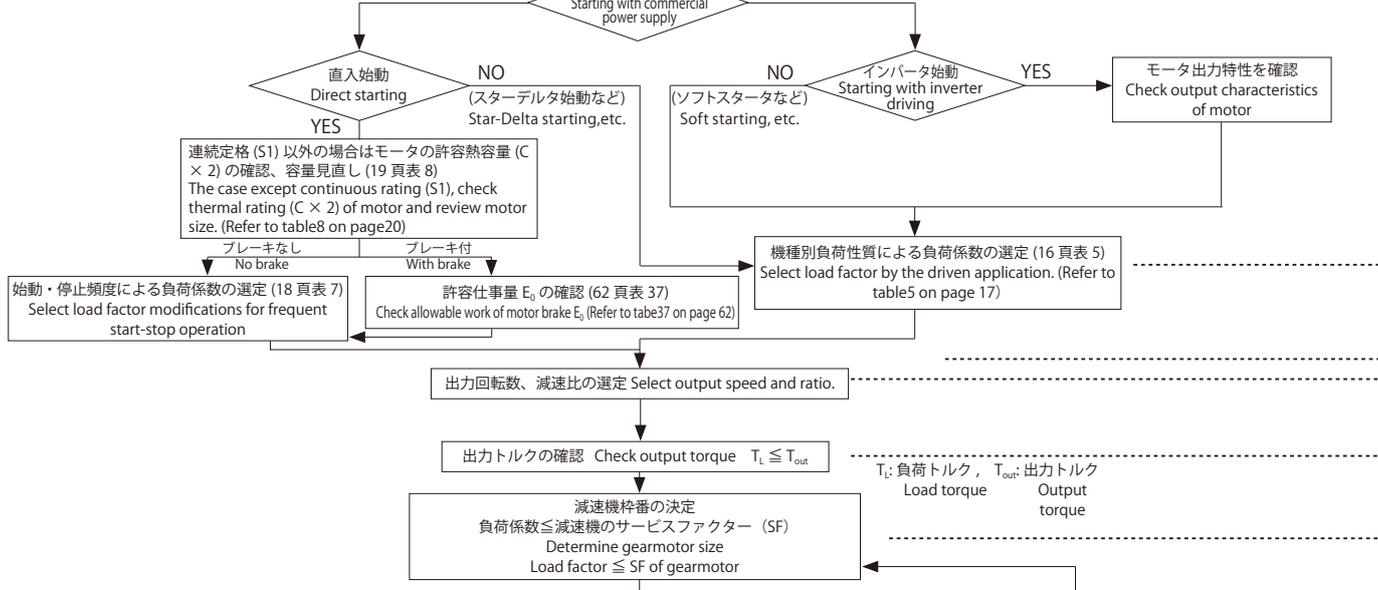 Starting with commercial
power supply
直入始動
Direct starting
YES
NO
(スターデルタ始動など)
Star-Delta starting,etc.
インバータ始動
Starting with inverter
driving
NO
(ソフトスタータなど)
Soft starting, etc.
YES
モータ出力特性を確認
Check output characteristics
of motor
連続定格 (S1) 以外の場合はモータの許容熱容量 (C
× 2) の確認、容量見直し (19 頁表 8)
The case except continuous rating (S1), check
thermal rating (C × 2) of motor and review motor
size. (Refer to table8 on page20)
ブレーキなし
No brake
ブレーキ付
With brake
始動・停止頻度による負荷係数の選定 (18 頁表 7)
Select load factor modifications for frequent
start-stop operation
許容仕事量 E0 の確認 (62 頁表 37)
Check allowable work of motor brake E0 (Refer to tabe37 on page 62)
機種別負荷性質による負荷係数の選定 (16 頁表 5)
Select load factor by the driven application. (Refer to
table5 on page 17）
出力回転数、減速比の選定 Select output speed and ratio.
出力トルクの確認 Check output torque TL ≦ Tout
TL: 負荷トルク , Tout: 出力トルク
Load torque Output
torque
減速機枠番の決定
負荷係数≦減速機のサービスファクター（SF）
Determine gearmotor size
Load factor ≦ SF of gearmotor